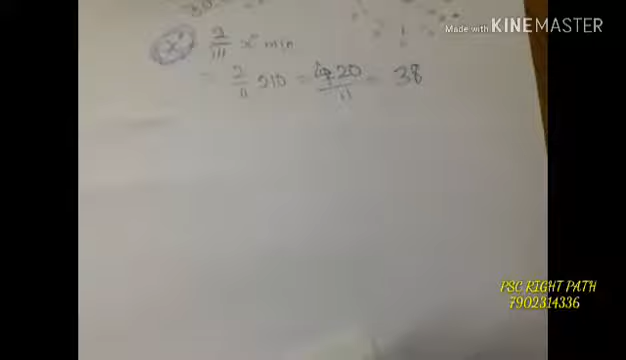 Made with KINEMASTER
x° 2/11 x° min
= 2/11 210 = 420/11 = 38
PSC RIGHT PATH
7902314336